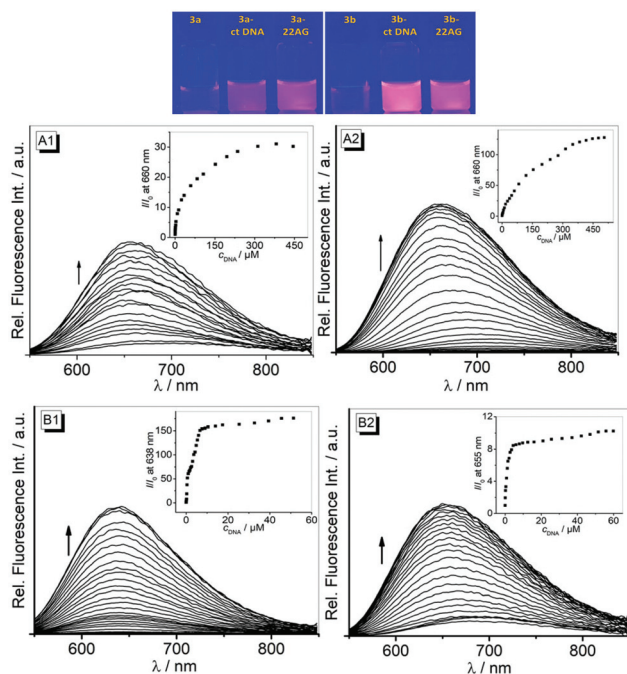 3a
3a-
ct DNA
3a-
22AG
3b
3b-
ct DNA
3b-
22AG
A1
Rel. Fluorescence Int. / a.u.
I/I0 at 660 nm
30
20
10
0
0 150 300 450
cDNA / µM
600 700 800
λ / nm
A2
Rel. Fluorescence Int. / a.u.
I/I0 at 660 nm
100
50
0
0 150 300 450
cDNA / µM
600 700 800
λ / nm
B1
Rel. Fluorescence Int. / a.u.
I/I0 at 638 nm
150
100
50
0
0 20 40 60
cDNA / µM
600 700 800
λ / nm
B2
Rel. Fluorescence Int. / a.u.
I/I0 at 655 nm
12
8
4
0
0 20 40 60
cDNA / µM
600 700 800
λ / nm